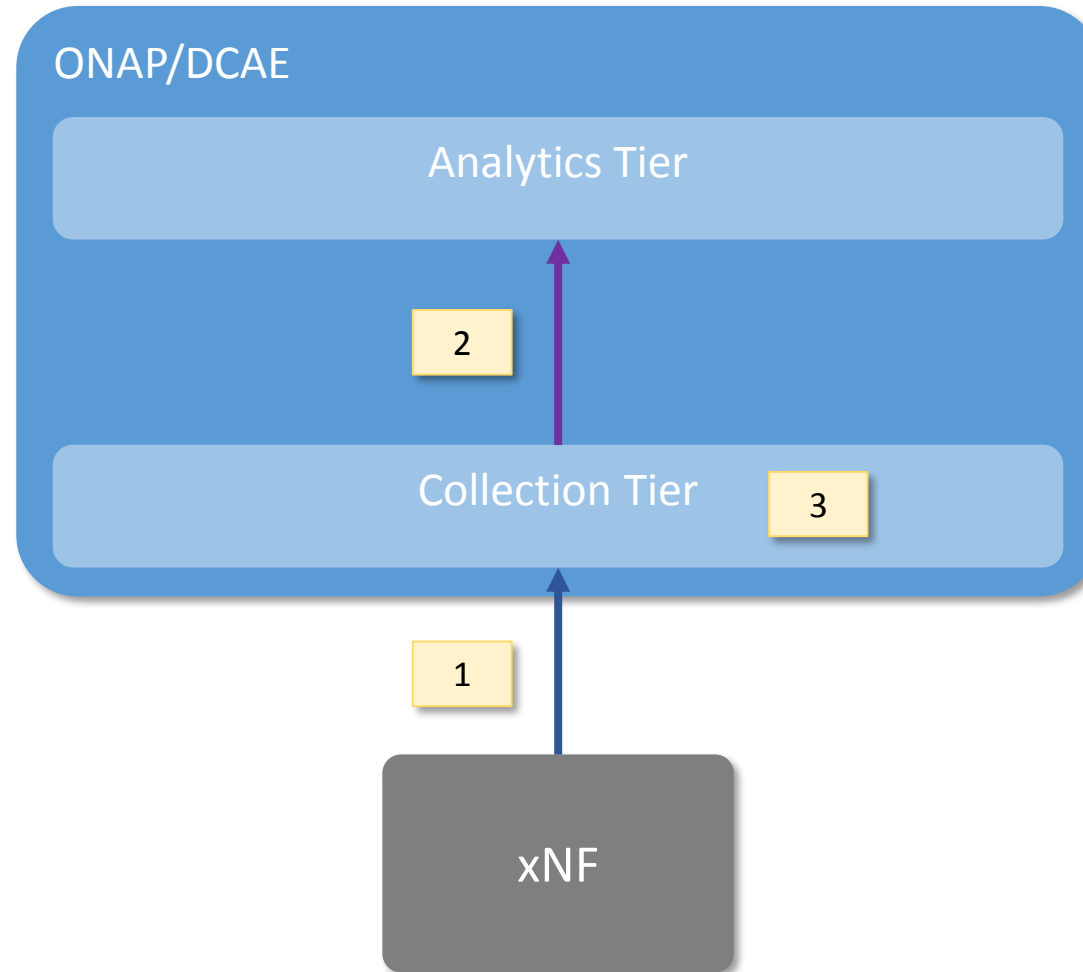 ONAP/DCAE
Analytics Tier
2
Collection Tier
3
1
xNF